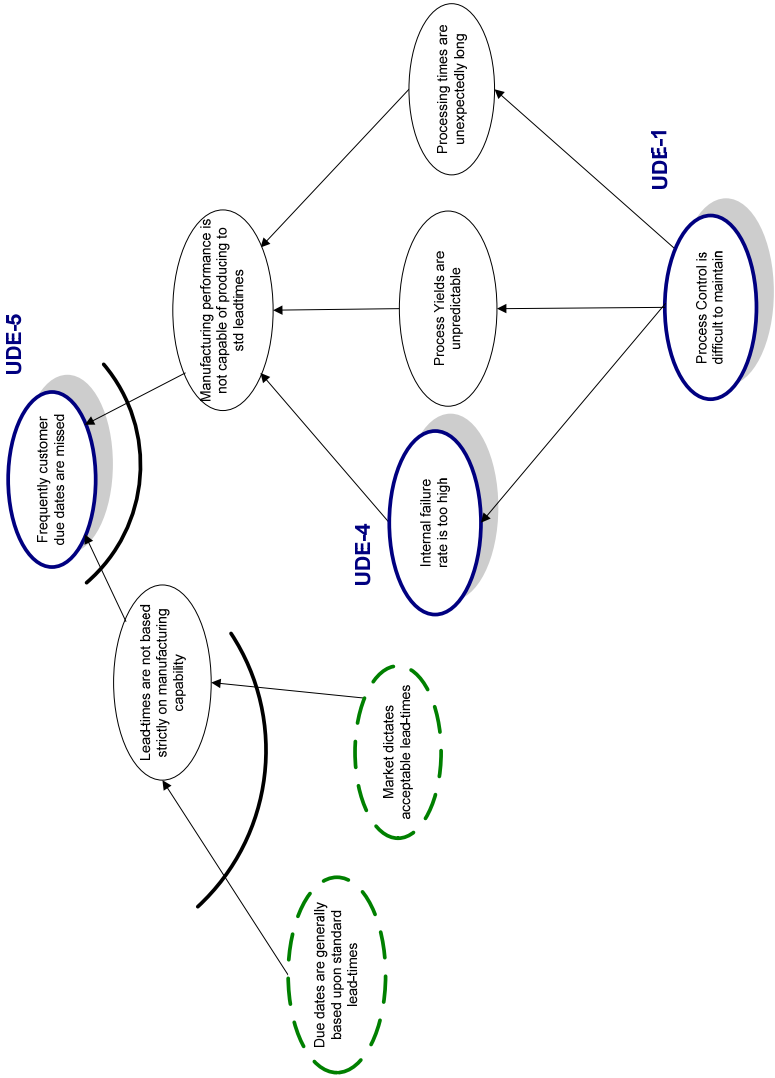 UDE-5
Frequently customer
due dates are missed
Lead-times are not based
strictly on manufacturing
capability
Manufacturing performance is
not capable of producing to
std leadtimes
Due dates are generally
based upon standard
lead-times
Market dictates
acceptable lead-times
UDE-4
Internal failure
rate is too high
Process Yields are
unpredictable
Processing times are
unexpectedly long
UDE-1
Process Control is
difficult to maintain